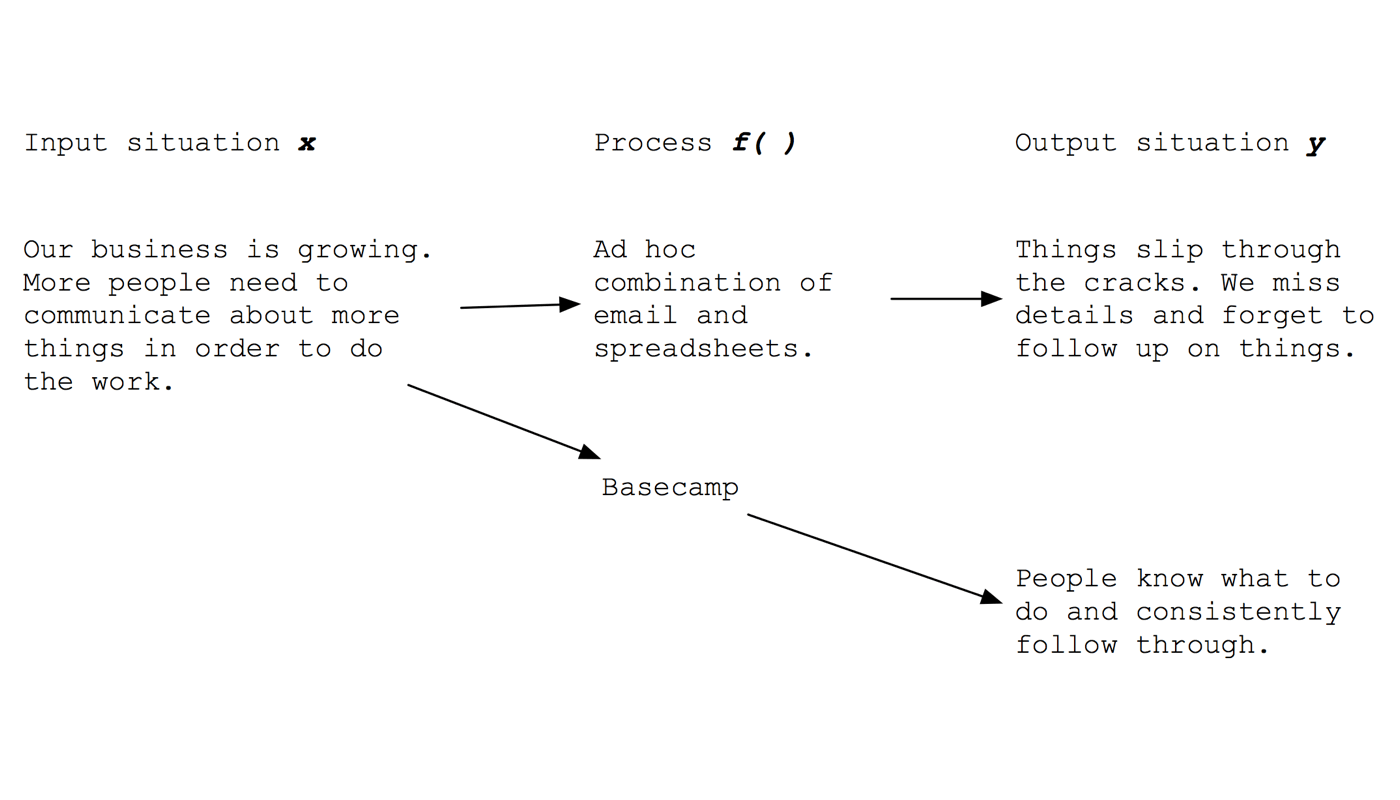 Input situation x
Process f( )
Output situation y
Our business is growing.
More people need to
communicate about more
things in order to do
the work.
Ad hoc
combination of
email and
spreadsheets.
Things slip through
the cracks. We miss
details and forget to
follow up on things.
Basecamp
People know what to
do and consistently
follow through.